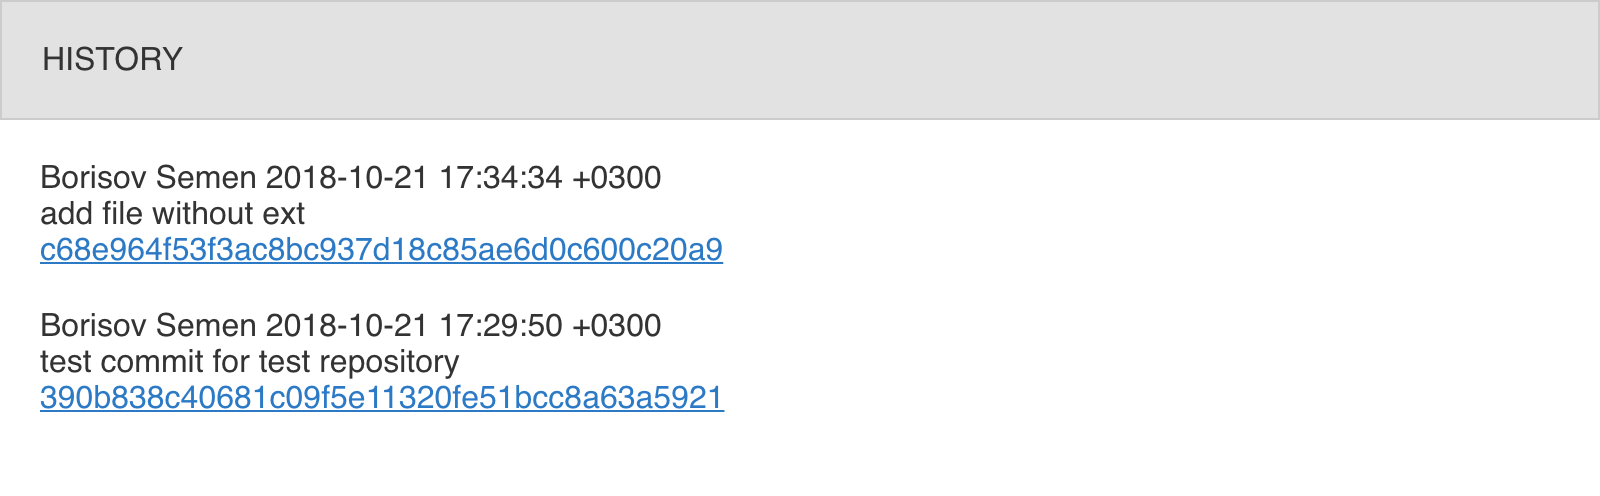 HISTORY
Borisov Semen 2018-10-21 17:34:34 +0300
add file without ext
c68e964f53f3ac8bc937d18c85ae6d0c600c20a9
Borisov Semen 2018-10-21 17:29:50 +0300
test commit for test repository
390b838c40681c09f5e11320fe51bcc8a63a5921